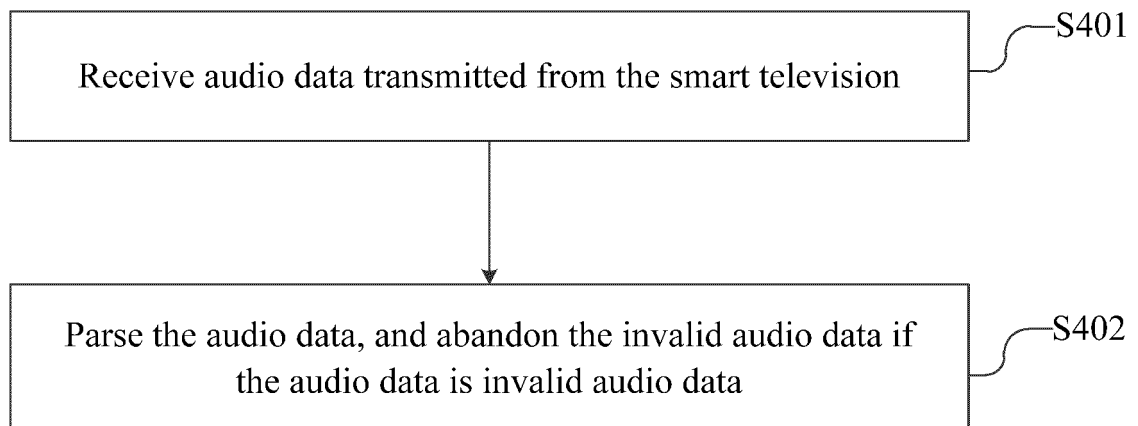 S401
Receive audio data transmitted from the smart television
S402
Parse the audio data, and abandon the invalid audio data if
the audio data is invalid audio data